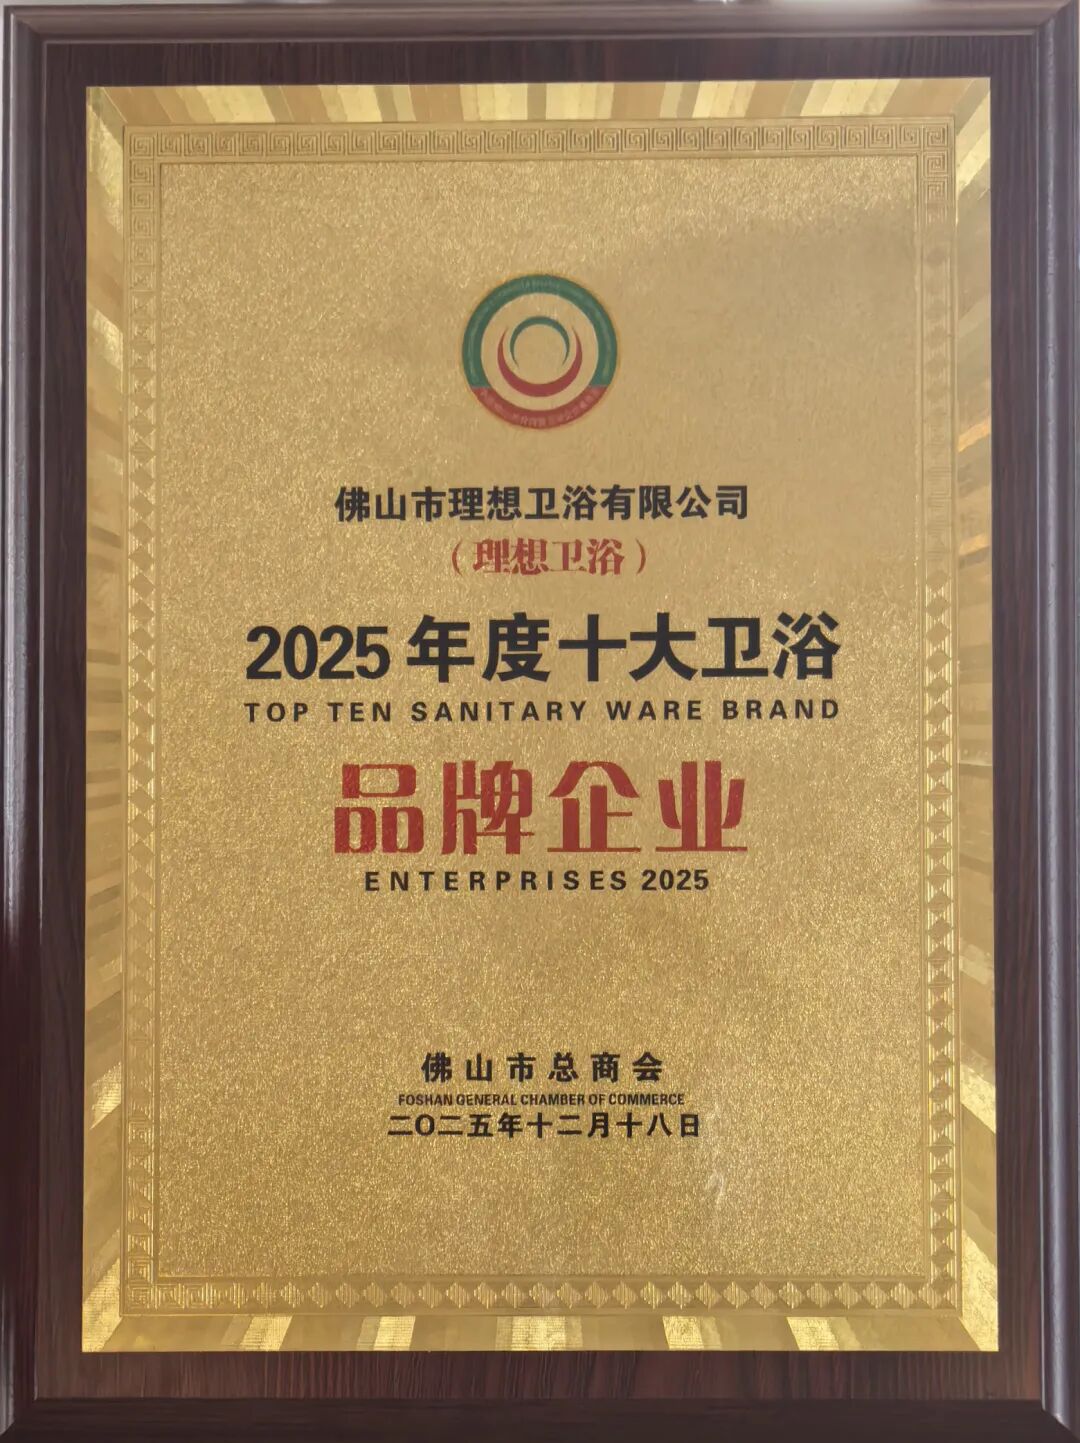 佛山市理想卫浴有限公司
（理想卫浴）
2025年度十大卫浴
TOP TEN SANITARY WARE BRAND
品牌企业
ENTERPRISES 2025
佛山市总商会
FOSHAN GENERAL CHAMBER OF COMMERCE
二〇二五年十二月十八日